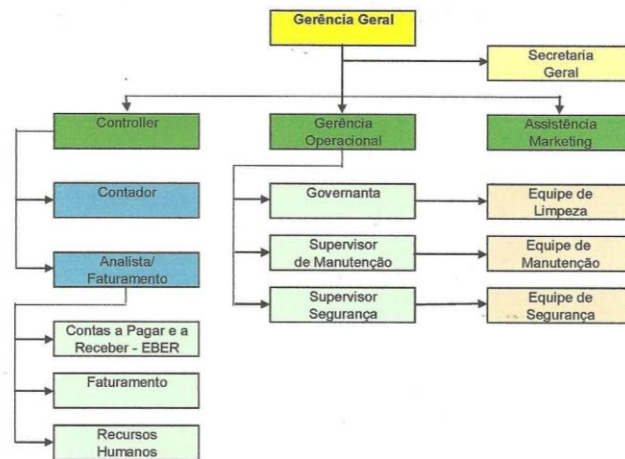 Gerência Geral
Secretaria
Geral
Controller
Gerência
Operacional
Assistência
Marketing
Contador
Governanta
Equipe de
Limpeza
Analista/
Faturamento
Supervisor
de Manutenção
Equipe de
Manutenção
Supervisor
Segurança
Equipe de
Segurança
Contas a Pagar e a
Receber - EBER
Faturamento
Recursos
Humanos